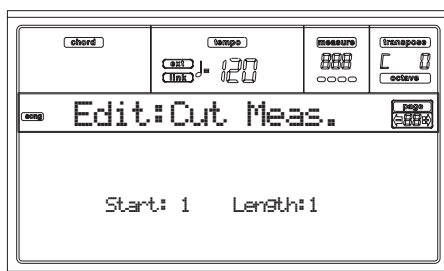 chord tempo measure transpose
ext link ♩= 120 888 C 0
octave
song Edit:Cut Meas. page
88
Start: 1 Length:1